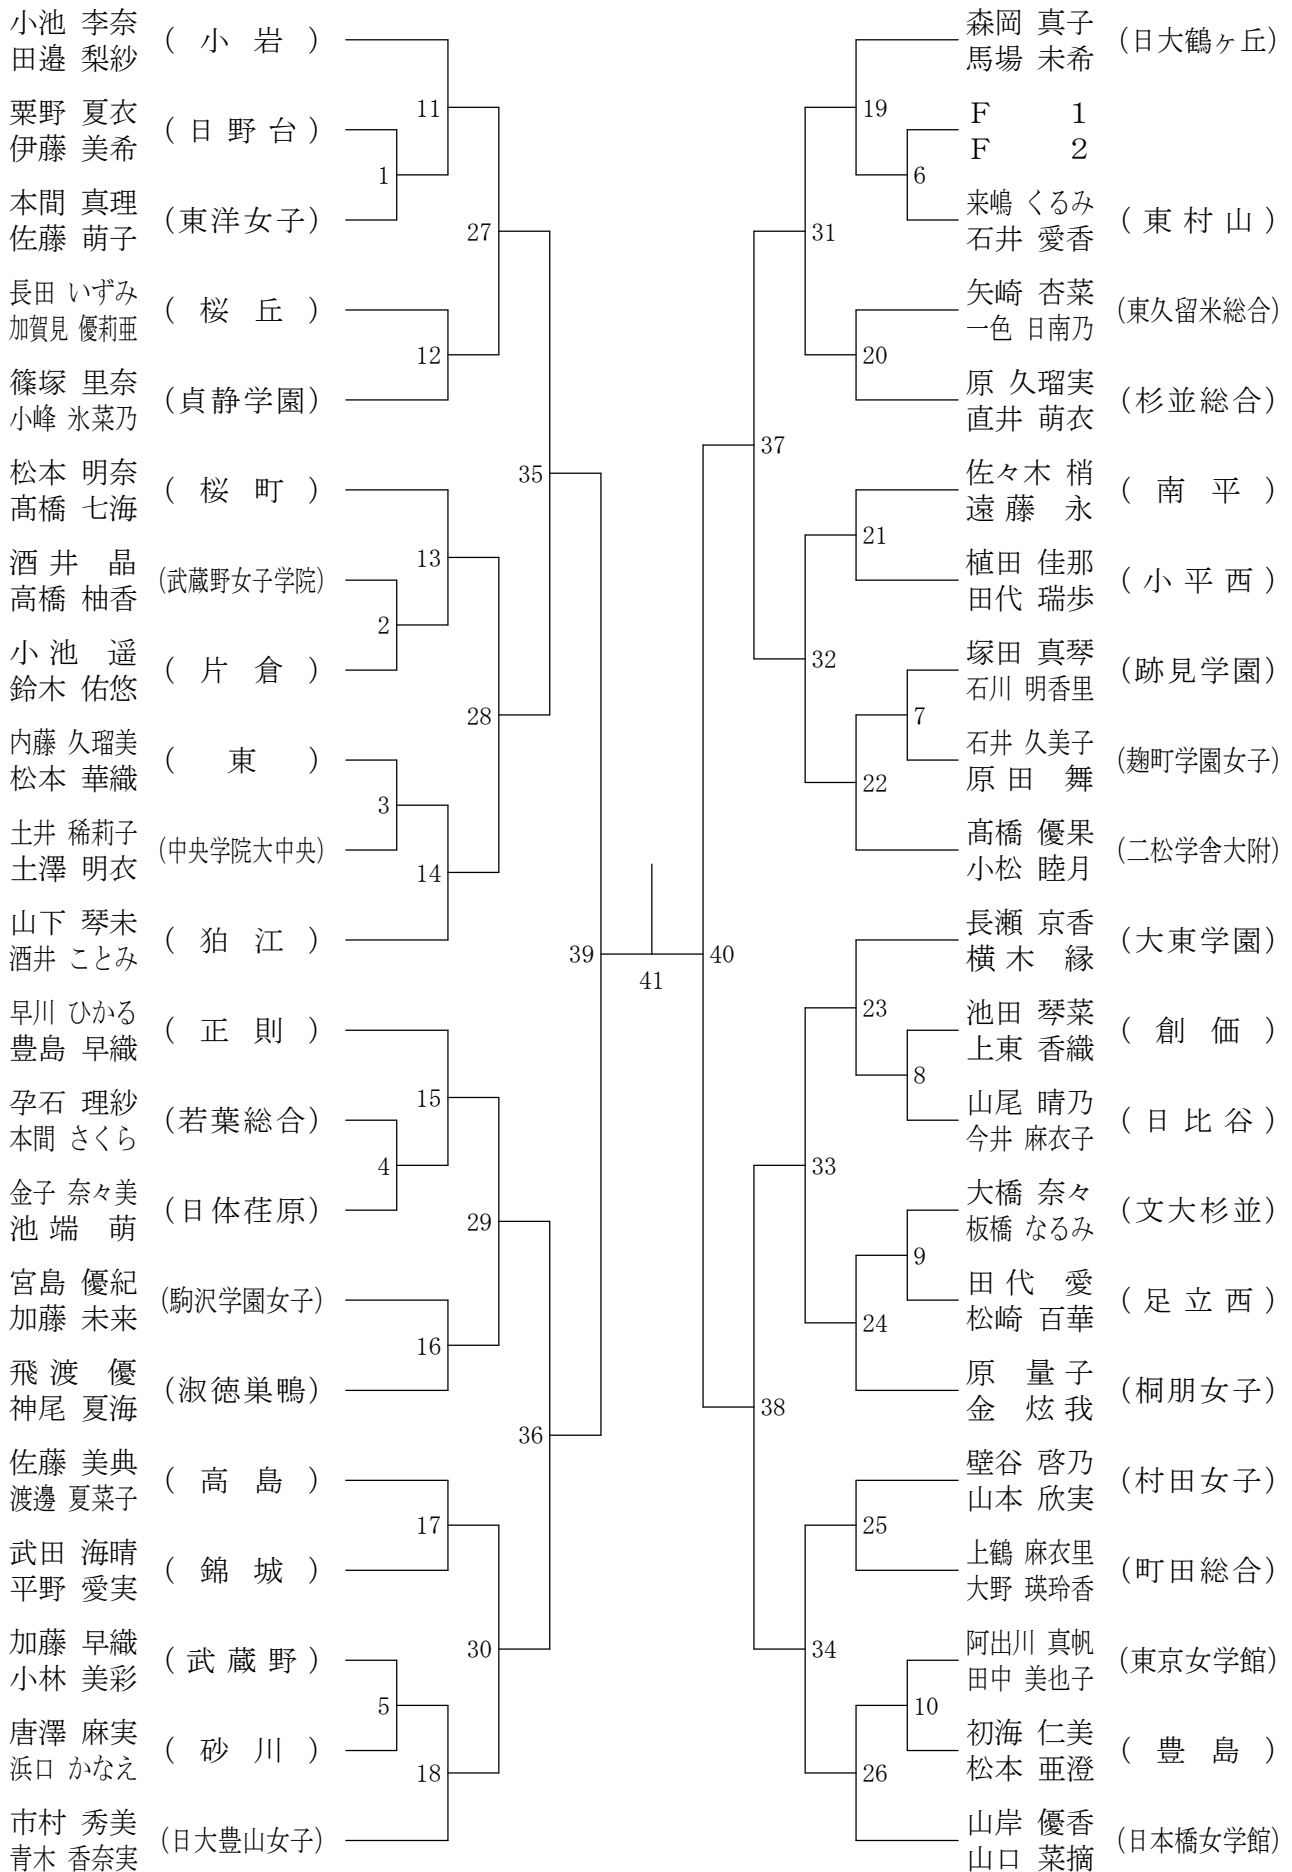 小池 李奈
田邉 梨紗
(小岩)
粟野 夏衣
伊藤 美希
(日野台)
本間 真理
佐藤 萌子
(東洋女子)
長田 いずみ
加賀見 優莉亜
(桜丘)
篠塚 里奈
小峰 氷菜乃
(貞静学園)
松本 明奈
髙橋 七海
(桜町)
酒井 晶
高橋 柚香
(武蔵野女子学院)
小池 遥
鈴木 佑悠
(片倉)
内藤 久瑠美
松本 華織
(東)
土井 稀莉子
土澤 明衣
(中央学院大中央)
山下 琴未
酒井 ことみ
(狛江)
早川 ひかる
豊島 早織
(正則)
孕石 理紗
本間 さくら
(若葉総合)
金子 奈々美
池端 萌
(日体荏原)
宮島 優紀
加藤 未来
(駒沢学園女子)
飛渡 優
神尾 夏海
(淑徳巣鴨)
佐藤 美典
渡邊 夏菜子
(高島)
武田 海晴
平野 愛実
(錦城)
加藤 早織
小林 美彩
(武蔵野)
唐澤 麻実
浜口 かなえ
(砂川)
市村 秀美
青木 香奈実
(日大豊山女子)
1
2
3
4
5
11
12
13
14
15
16
17
18
27
28
29
30
35
36
39
41
40
37
38
31
32
33
34
19
20
21
22
23
24
25
26
6
7
8
9
10
森岡 真子
馬場 未希
(日大鶴ヶ丘)
F 1
F 2
来嶋 くるみ
石井 愛香
(東村山)
矢崎 杏菜
一色 日南乃
(東久留米総合)
原 久瑠実
直井 萌衣
(杉並総合)
佐々木 梢
遠藤 永
(南平)
植田 佳那
田代 瑞歩
(小平西)
塚田 真琴
石川 明香里
(跡見学園)
石井 久美子
原田 舞
(麹町学園女子)
髙橋 優果
小松 睦月
(二松学舎大附)
長瀬 京香
横木 縁
(大東学園)
池田 琴菜
上東 香織
(創価)
山尾 晴乃
今井 麻衣子
(日比谷)
大橋 奈々
板橋 なるみ
(文大杉並)
田代 愛
松崎 百華
(足立西)
原 量子
金 炫我
(桐朋女子)
壁谷 啓乃
山本 欣実
(村田女子)
上鶴 麻衣里
大野 瑛玲香
(町田総合)
阿出川 真帆
田中 美也子
(東京女学館)
初海 仁美
松本 亜澄
(豊島)
山岸 優香
山口 菜摘
(日本橋女学館)